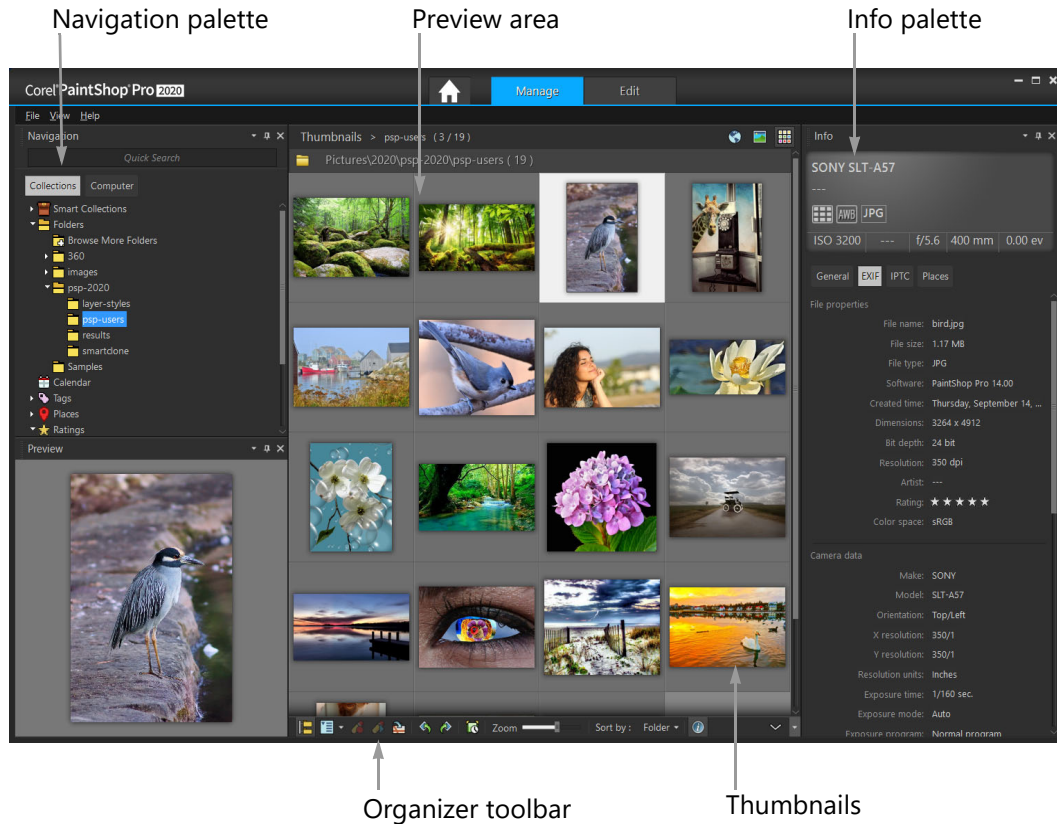 Navigation palette
Preview area
Info palette
Corel PaintShop Pro 2020
Manage
Edit
File View Help
Navigation
Quick Search
Collections Computer
Smart Collections
Folders
Browse More Folders
360
images
psp-2020
layer-styles
psp-users
results
smartclone
Samples
Calendar
Tags
Places
Ratings
Preview
Thumbnails > psp-users ( 3 / 19 )
Pictures\2020\psp-2020\psp-users ( 19 )
Zoom
Sort by : Folder
Info
SONY SLT-A57
---
AWB JPG
ISO 3200 --- f/5.6 400 mm 0.00 ev
General EXIF IPTC Places
File properties
File name: bird.jpg
File size: 1.17 MB
File type: JPG
Software: PaintShop Pro 14.00
Created time: Thursday, September 14, ...
Dimensions: 3264 x 4912
Bit depth: 24 bit
Resolution: 350 dpi
Artist: ---
Rating: ★★★★★
Color space: sRGB
Camera data
Make: SONY
Model: SLT-A57
Orientation: Top/Left
X resolution: 350/1
Y resolution: 350/1
Resolution units: Inches
Exposure time: 1/160 sec.
Exposure mode: Auto
Exposure program: Normal program
Organizer toolbar
Thumbnails